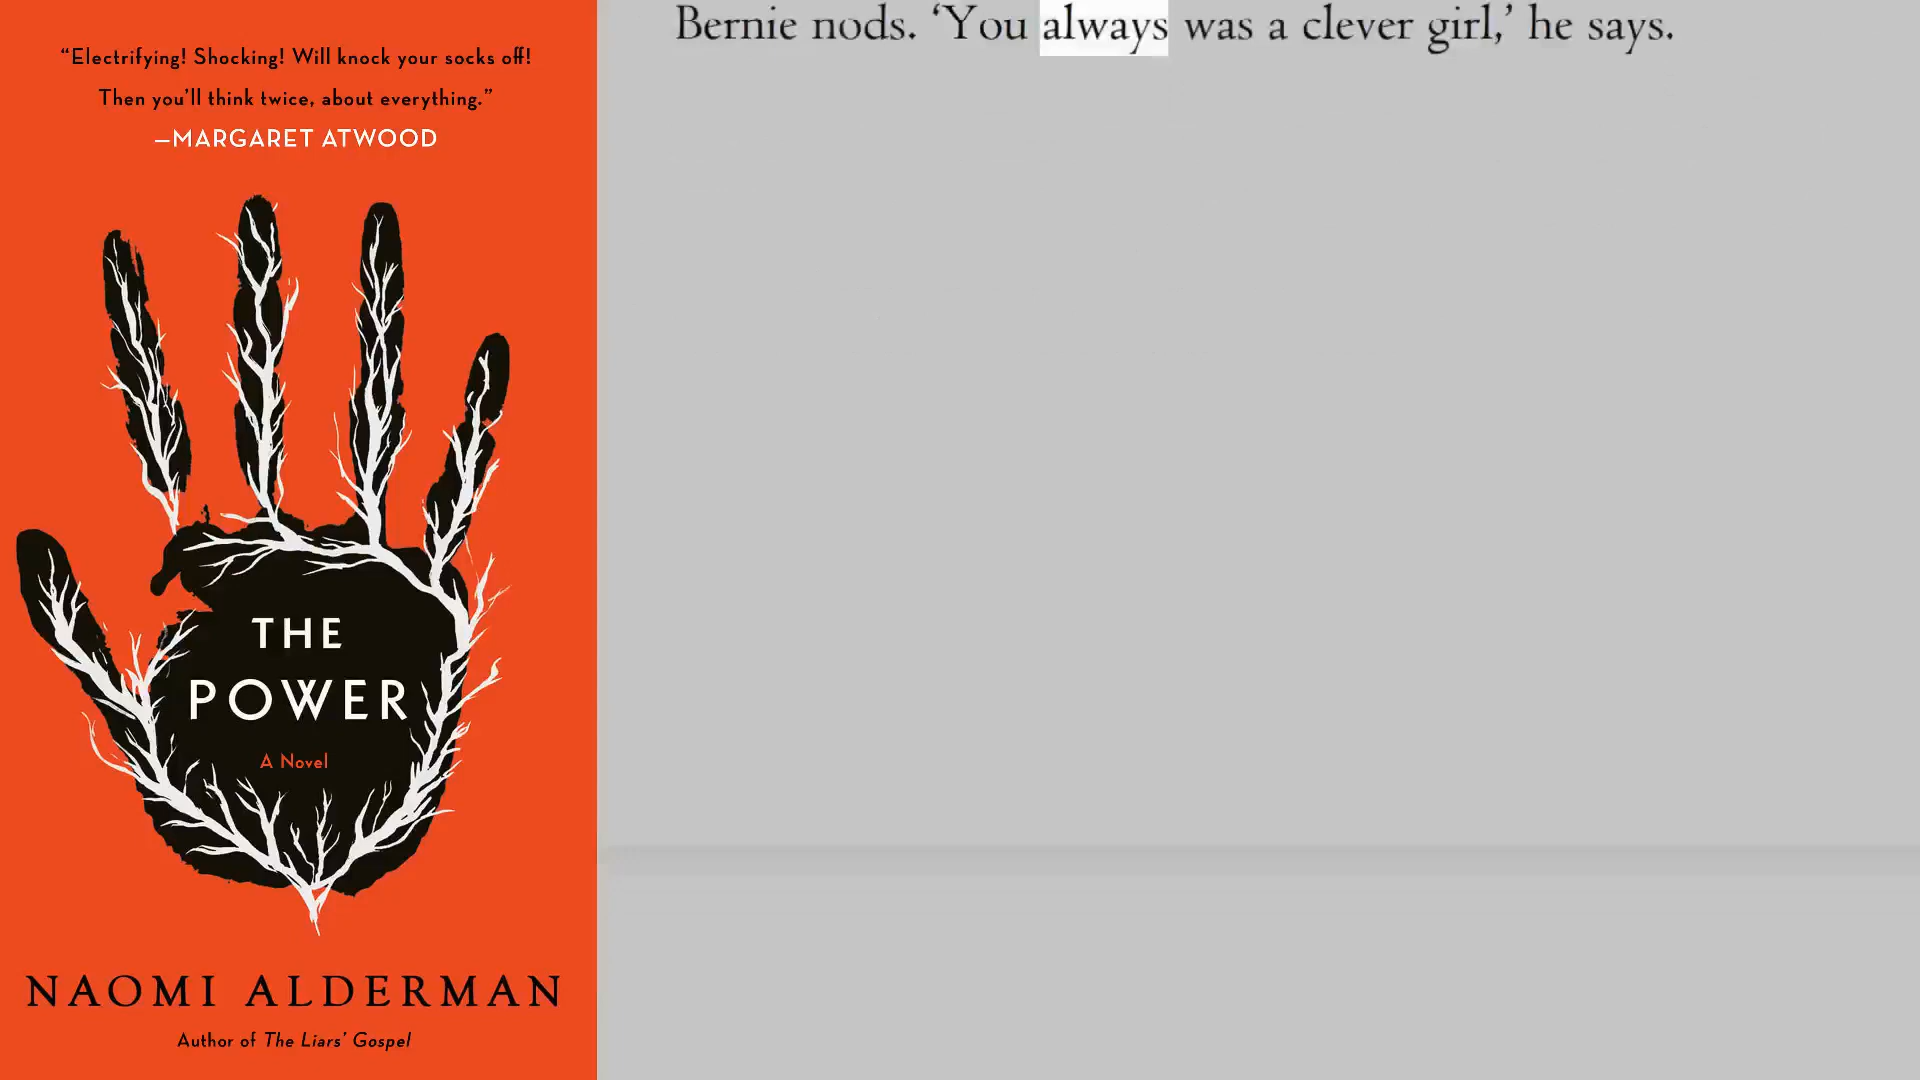 “Electrifying! Shocking! Will knock your socks off!
Then you’ll think twice, about everything.”
—MARGARET ATWOOD
THE
POWER
A Novel
NAOMI ALDERMAN
Author of The Liars’ Gospel
Bernie nods. ‘You always was a clever girl,’ he says.